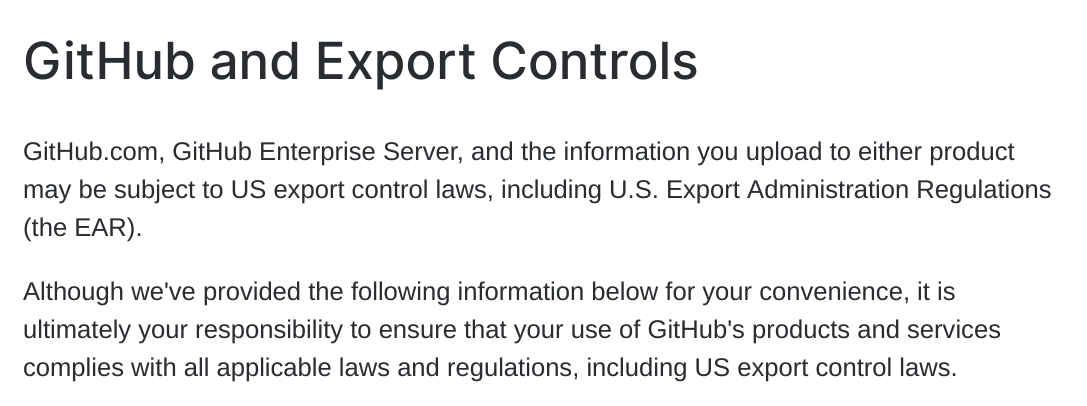 GitHub and Export Controls
GitHub.com, GitHub Enterprise Server, and the information you upload to either product
may be subject to US export control laws, including U.S. Export Administration Regulations
(the EAR).
Although we've provided the following information below for your convenience, it is
ultimately your responsibility to ensure that your use of GitHub's products and services
complies with all applicable laws and regulations, including US export control laws.